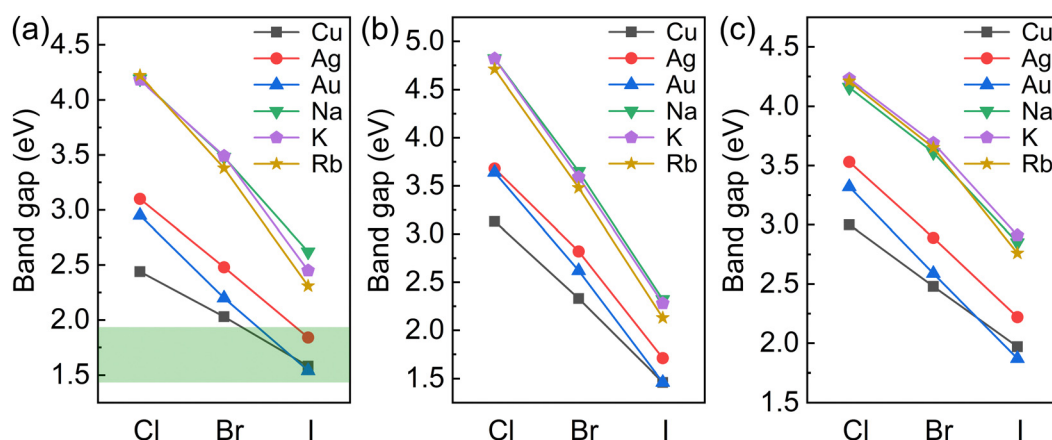 (a)
Band gap (eV)
4.5
4.0
3.5
3.0
2.5
2.0
1.5
Cl Br I
Cu
Ag
Au
Na
K
Rb
(b)
Band gap (eV)
5.0
4.5
4.0
3.5
3.0
2.5
2.0
1.5
Cl Br I
Cu
Ag
Au
Na
K
Rb
(c)
Band gap (eV)
4.5
4.0
3.5
3.0
2.5
2.0
1.5
Cl Br I
Cu
Ag
Au
Na
K
Rb